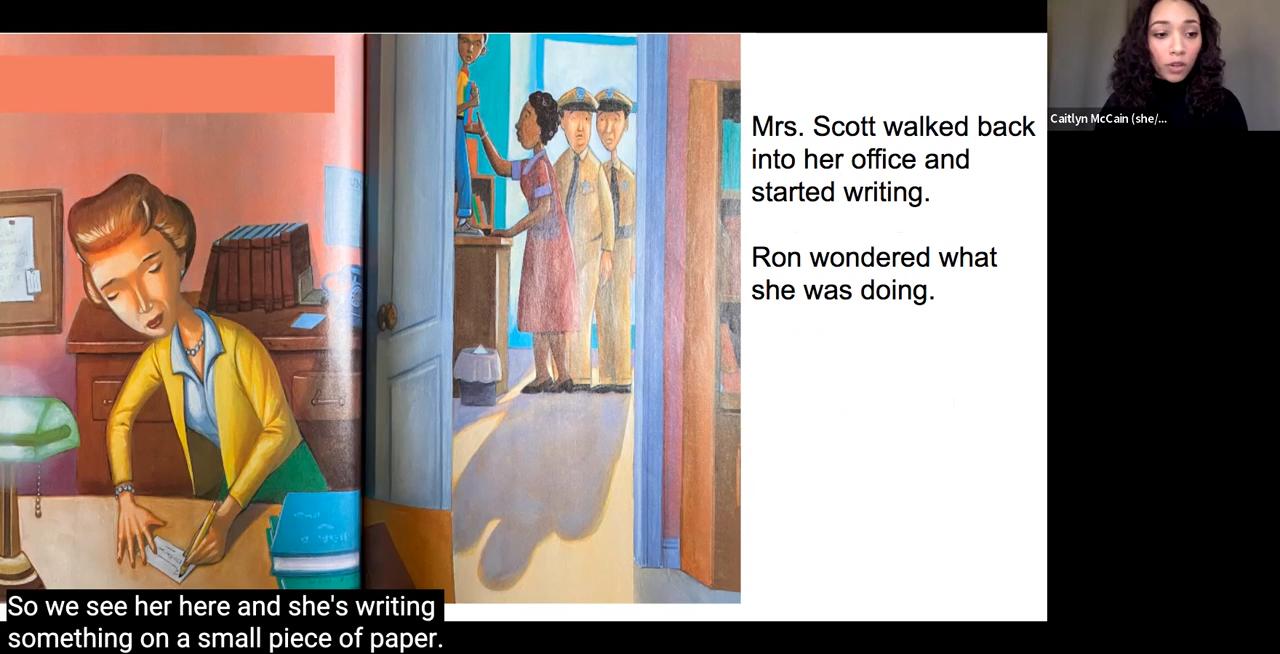 Mrs. Scott walked back
into her office and
started writing.
Ron wondered what
she was doing.
Caitlyn McCain (she/...
So we see her here and she's writing
something on a small piece of paper.